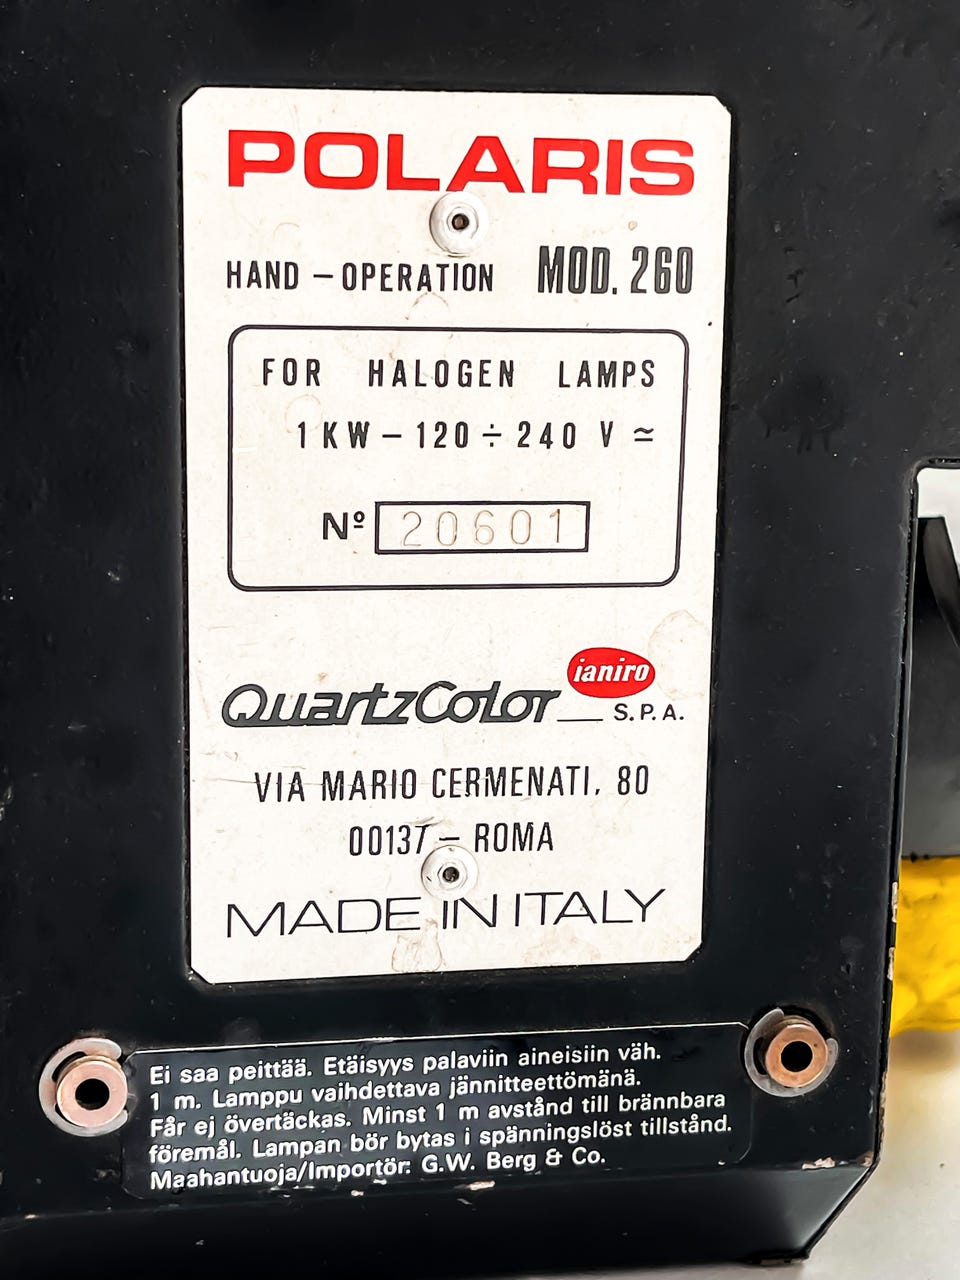 POLARIS
HAND – OPERATION MOD. 260
FOR HALOGEN LAMPS
1 KW – 120 ÷ 240 V ≃
Nº 20601
QuartzColor ianiro S.P.A.
VIA MARIO CERMENATI, 80
00137 – ROMA
MADE IN ITALY
Ei saa peittää. Etäisyys palaviin aineisiin väh.
1 m. Lamppu vaihdettava jännitteettömänä.
Får ej övertäckas. Minst 1 m avstånd till brännbara
föremål. Lampan bör bytas i spänningslöst tillstånd.
Maahantuoja/Importör: G.W. Berg & Co.